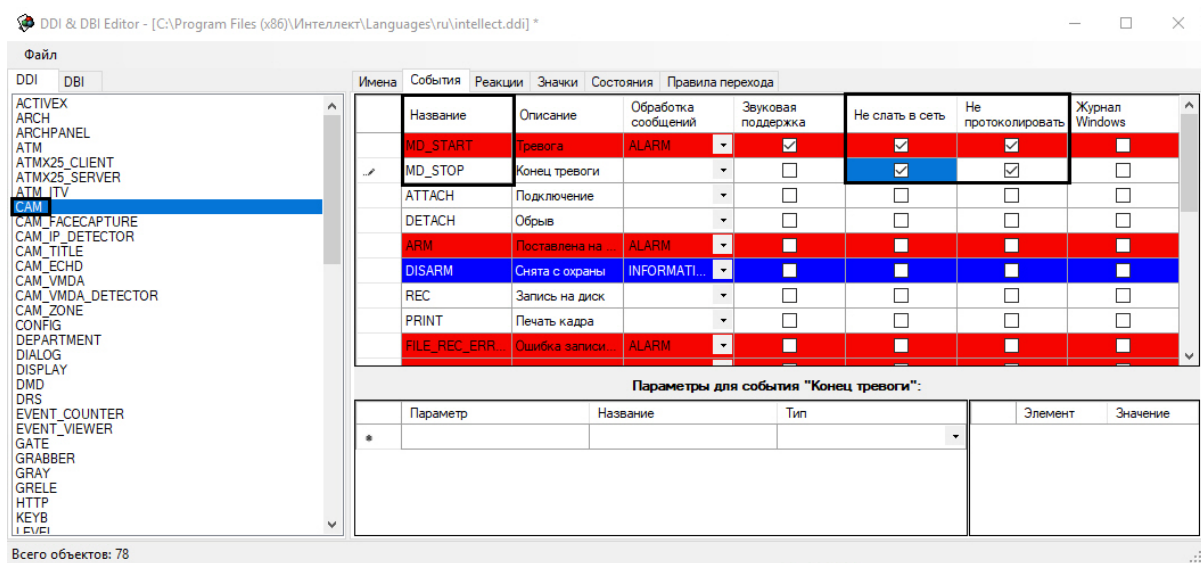 DDI & DBI Editor - [C:\Program Files (x86)\Интеллект\Languages\ru\intellect.ddi] *
Файл
DDI DBI
ACTIVEX
ARCH
ARCHPANEL
ATM
ATMX25_CLIENT
ATMX25_SERVER
ATM_ITV
CAM
CAM_FACECAPTURE
CAM_IP_DETECTOR
CAM_TITLE
CAM_ECHD
CAM_VMDA
CAM_VMDA_DETECTOR
CAM_ZONE
CONFIG
DEPARTMENT
DIALOG
DISPLAY
DMD
DRS
EVENT_COUNTER
EVENT_VIEWER
GATE
GRABBER
GRAY
GRELE
HTTP
KEYB
LEVEL
Имена События Реакции Значки Состояния Правила перехода
Название Описание Обработка сообщений Звуковая поддержка Не слать в сеть Не протоколировать Журнал Windows
MD_START Тревога ALARM
MD_STOP Конец тревоги
ATTACH Подключение
DETACH Обрыв
ARM Поставлена на ... ALARM
DISARM Снята с охраны INFORMATI...
REC Запись на диск
PRINT Печать кадра
FILE_REC_ERR... Ошибка записи... ALARM
Параметры для события "Конец тревоги":
Параметр Название Тип
Элемент Значение
Всего объектов: 78